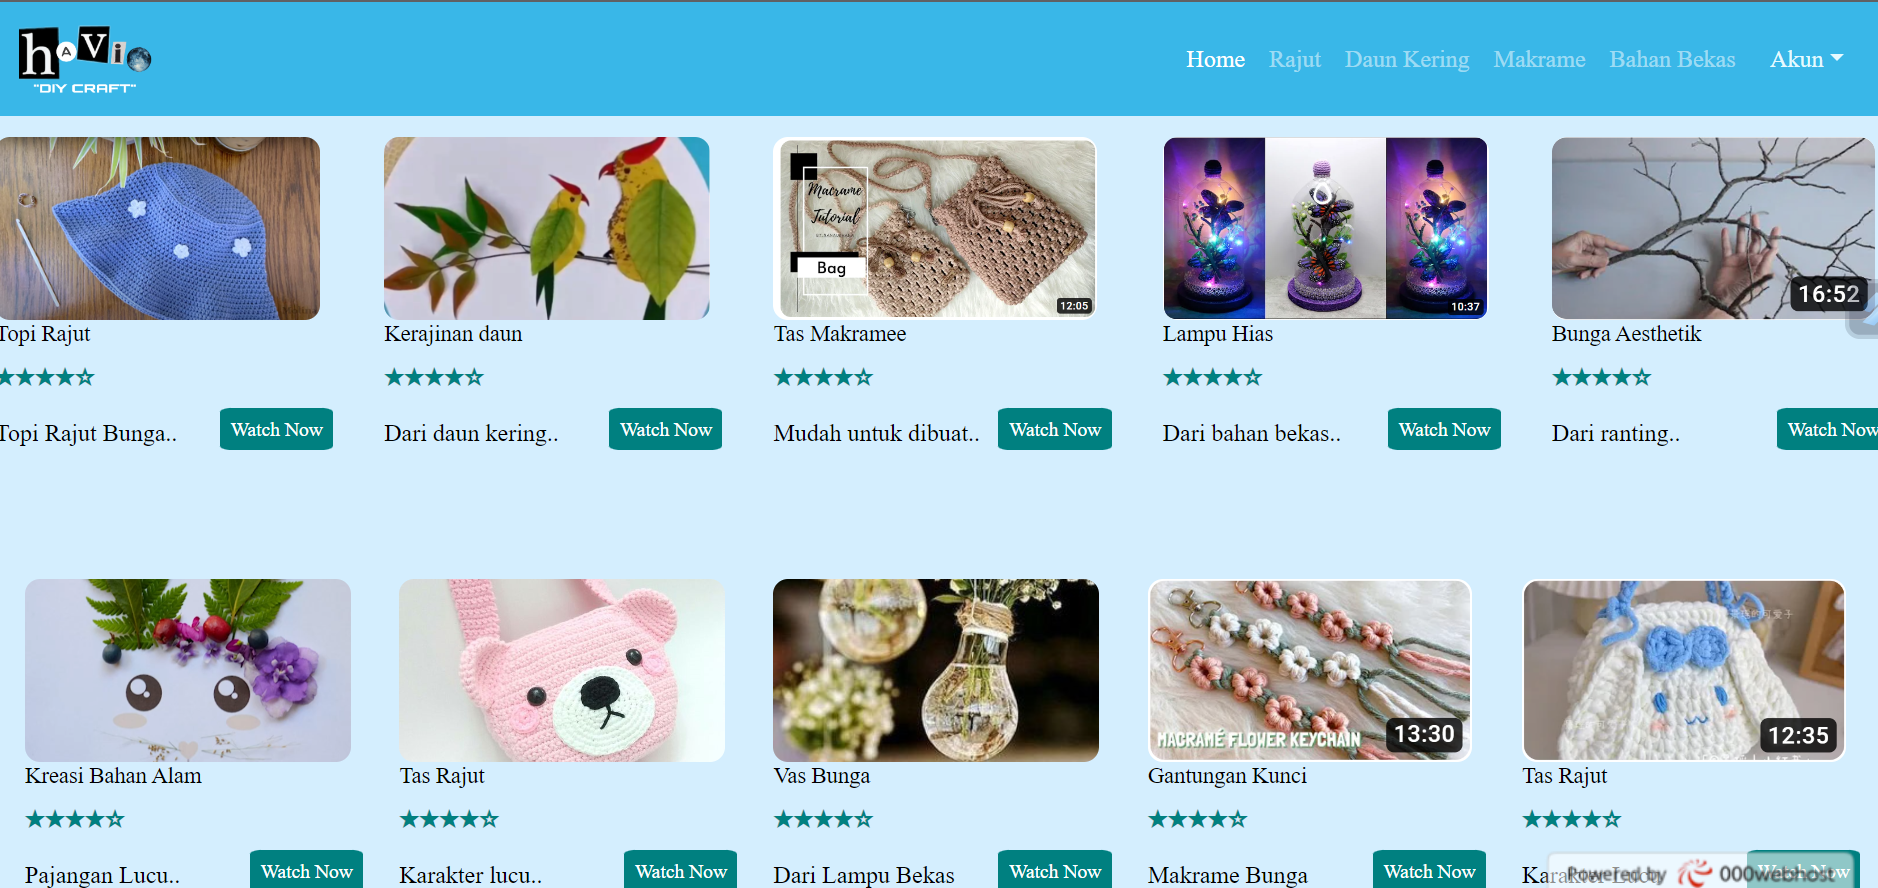 hAVio
"DIY CRAFT"
Home Rajut Daun Kering Makrame Bahan Bekas Akun
Macrame
Tutorial
Bag
12:05
10:37
16:52
Topi Rajut Kerajinan daun Tas Makramee Lampu Hias Bunga Aesthetik
★★★★☆ ★★★★☆ ★★★★☆ ★★★★☆ ★★★★☆
Topi Rajut Bunga.. Watch Now Dari daun kering.. Watch Now Mudah untuk dibuat.. Watch Now Dari bahan bekas.. Watch Now Dari ranting.. Watch Now
MACRAMÉ FLOWER KEYCHAIN
13:30
12:35
Kreasi Bahan Alam Tas Rajut Vas Bunga Gantungan Kunci Tas Rajut
★★★★☆ ★★★★☆ ★★★★☆ ★★★★☆ ★★★★☆
Pajangan Lucu.. Watch Now Karakter lucu.. Watch Now Dari Lampu Bekas Watch Now Makrame Bunga Watch Now Karakter Lucu Watch Now
Powered by 000webhost